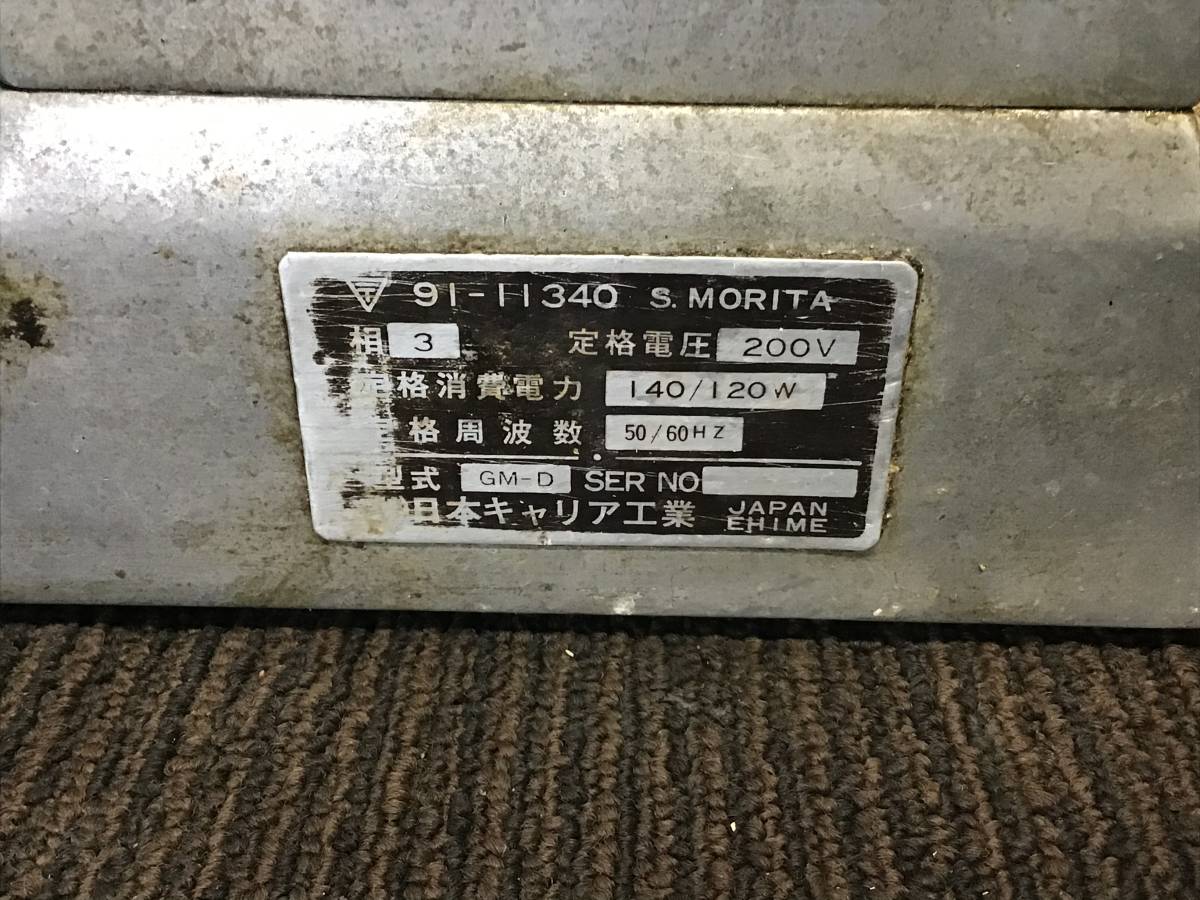 91-11340 S. MORITA
相 3 定格電圧 200V
定格消費電力 140/120W
格周波数 50/60HZ
型式 GM-D SER NO
日本キャリア工業 JAPAN EHIME